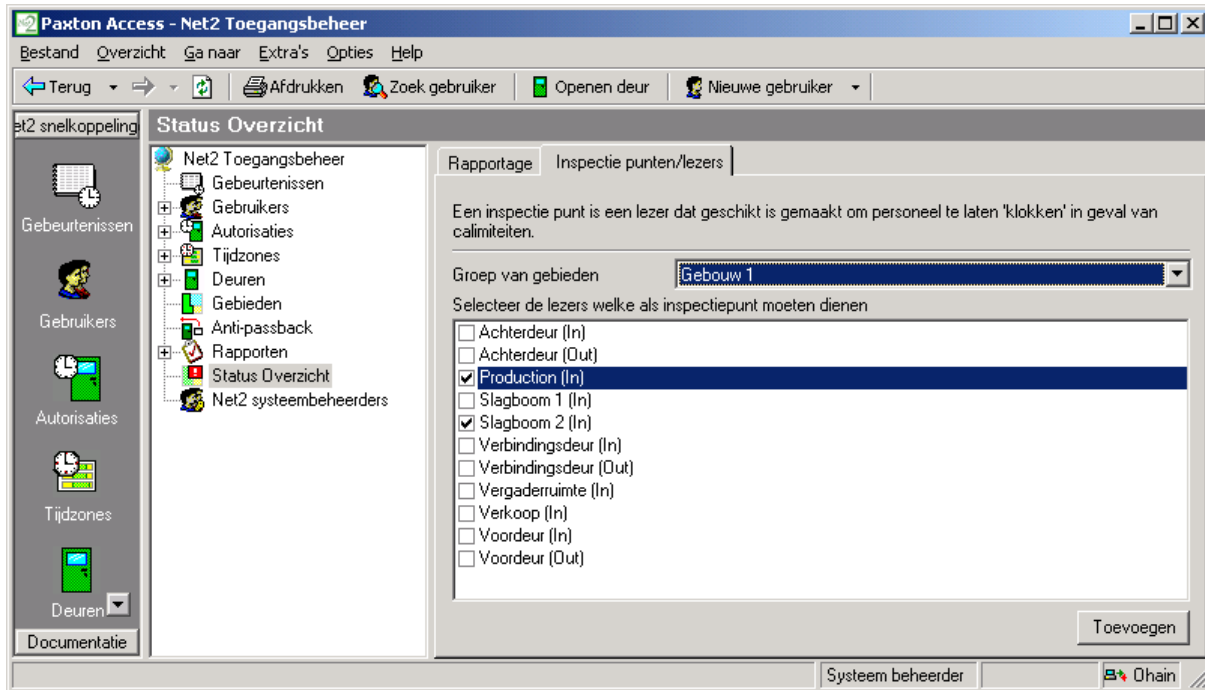 Paxton Access - Net2 Toegangsbeheer
Bestand Overzicht Ga naar Extra's Opties Help
Terug Afdrukken Zoek gebruiker Openen deur Nieuwe gebruiker
et2 snelkoppeling
Gebeurtenissen
Gebruikers
Autorisaties
Tijdzones
Deuren
Documentatie
Status Overzicht
Net2 Toegangsbeheer
Gebeurtenissen
Gebruikers
Autorisaties
Tijdzones
Deuren
Gebieden
Anti-passback
Rapporten
Status Overzicht
Net2 systeembeheerders
Rapportage Inspectie punten/lezers
Een inspectie punt is een lezer dat geschikt is gemaakt om personeel te laten 'klokken' in geval van
calimiteiten.
Groep van gebieden Gebouw 1
Selecteer de lezers welke als inspectiepunt moeten dienen
Achterdeur (In)
Achterdeur (Out)
Production (In)
Slagboom 1 (In)
Slagboom 2 (In)
Verbindingsdeur (In)
Verbindingsdeur (Out)
Vergaderruimte (In)
Verkoop (In)
Voordeur (In)
Voordeur (Out)
Toevoegen
Systeem beheerder Ohain